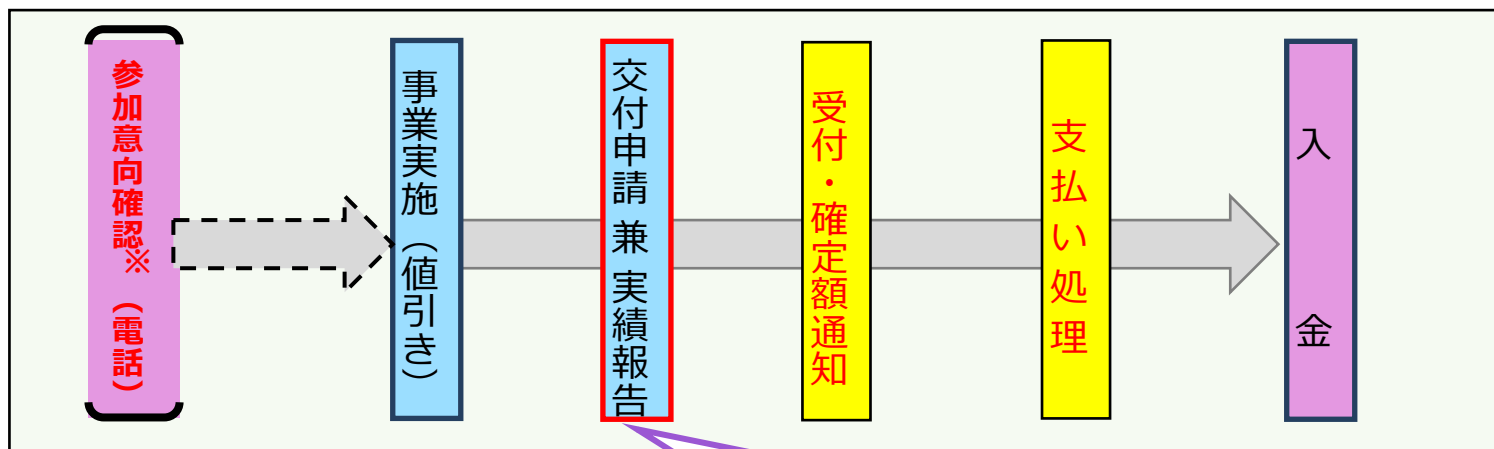 参加意向確認※（電話）
事業実施（値引き）
交付申請 兼 実績報告
受付・確定額通知
支払い処理
入金